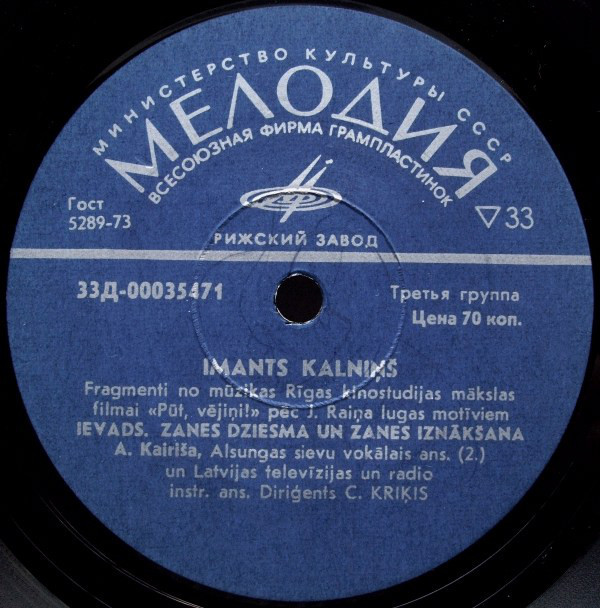 МИНИСТЕРСТВО КУЛЬТУРЫ СССР
МЕЛОДИЯ
ВСЕСОЮЗНАЯ ФИРМА ГРАМПЛАСТИНОК
Гост
5289-73
▽33
РИЖСКИЙ ЗАВОД
33Д-00035471
Третья группа
Цена 70 коп.
IMANTS KALNIŅŠ
Fragmenti no mūzikas Rīgas kinostudijas mākslas
filmai «Pūt, vējiņi!» pēc J. Raiņa lugas motīviem
IEVADS. ZANES DZIESMA UN ZANES IZNĀKŠANA
A. Kairiša, Alsungas sievu vokālais ans. (2.)
un Latvijas televīzijas un radio
instr. ans. Diriģents C. KRIĶIS